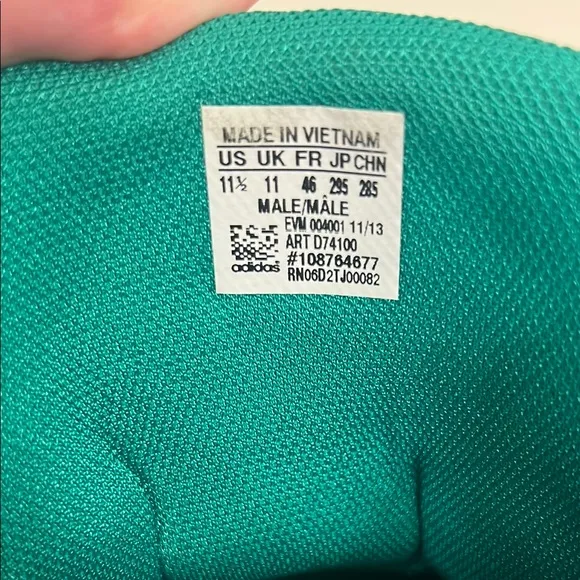 MADE IN VIETNAM
US UK FR JP CHN
11½ 11 46 295 285
MALE/MÂLE
EVM 004001 11/13
ART D74100
#108764677
adidas RN06D2TJ00082